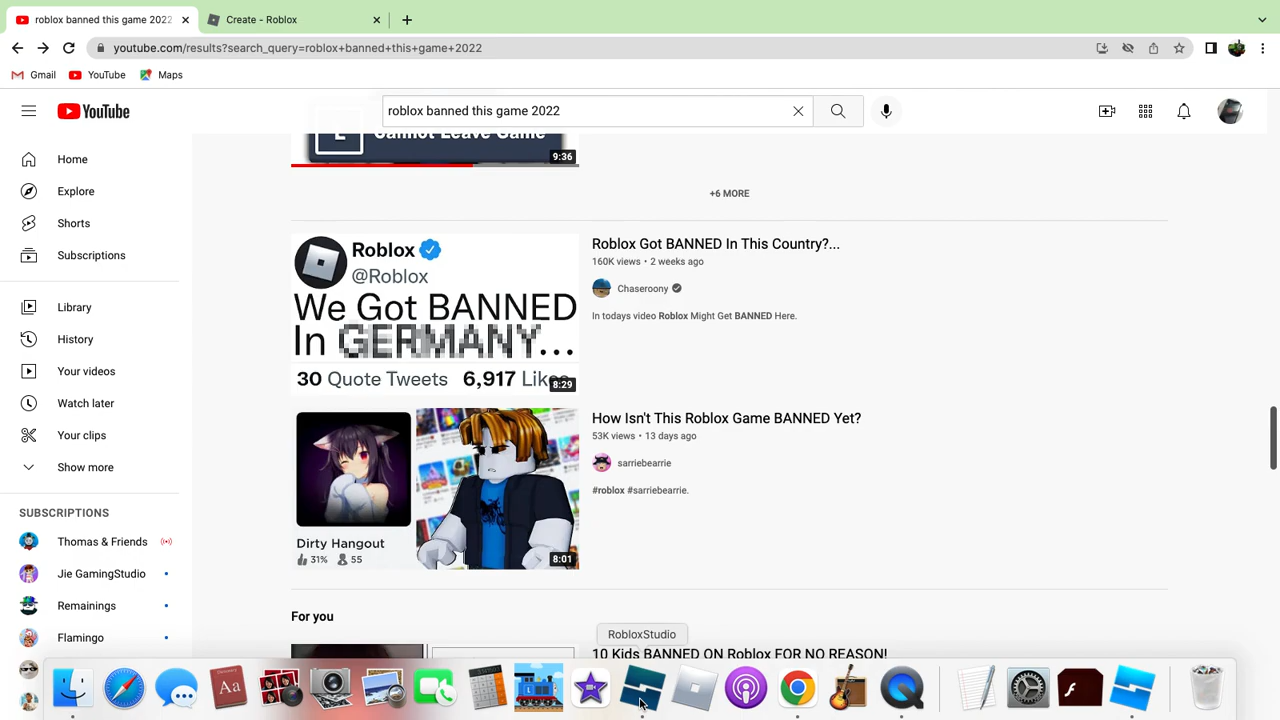 roblox banned this game 2022
Create - Roblox
youtube.com/results?search_query=roblox+banned+this+game+2022
Gmail
YouTube
Maps
YouTube
roblox banned this game 2022
Home
Explore
Shorts
Subscriptions
Library
History
Your videos
Watch later
Your clips
Show more
SUBSCRIPTIONS
Thomas & Friends
Jie GamingStudio
Remainings
Flamingo
L Cannot Leave Game
9:36
+6 MORE
Roblox
@Roblox
We Got BANNED
In GERMANY...
30 Quote Tweets 6,917 Likes
8:29
Roblox Got BANNED In This Country?...
160K views • 2 weeks ago
Chaseroony
In todays video Roblox Might Get BANNED Here.
Dirty Hangout
31% 55
8:01
How Isn't This Roblox Game BANNED Yet?
53K views • 13 days ago
sarriebearrie
#roblox #sarriebearrie.
For you
RobloxStudio
10 Kids BANNED ON Roblox FOR NO REASON!
Aa